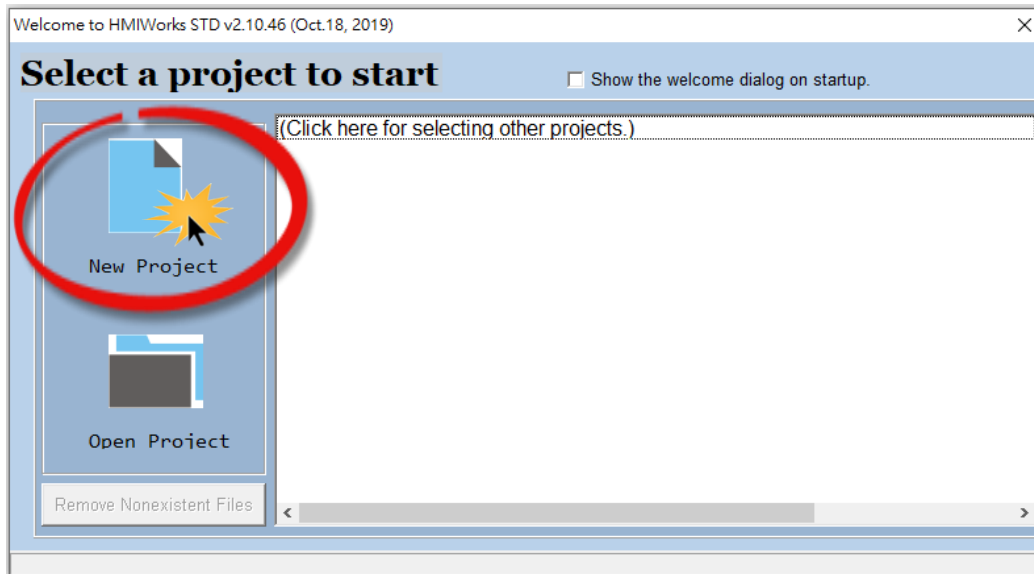 Welcome to HMIWorks STD v2.10.46 (Oct.18, 2019)
Select a project to start
Show the welcome dialog on startup.
(Click here for selecting other projects.)
New Project
Open Project
Remove Nonexistent Files